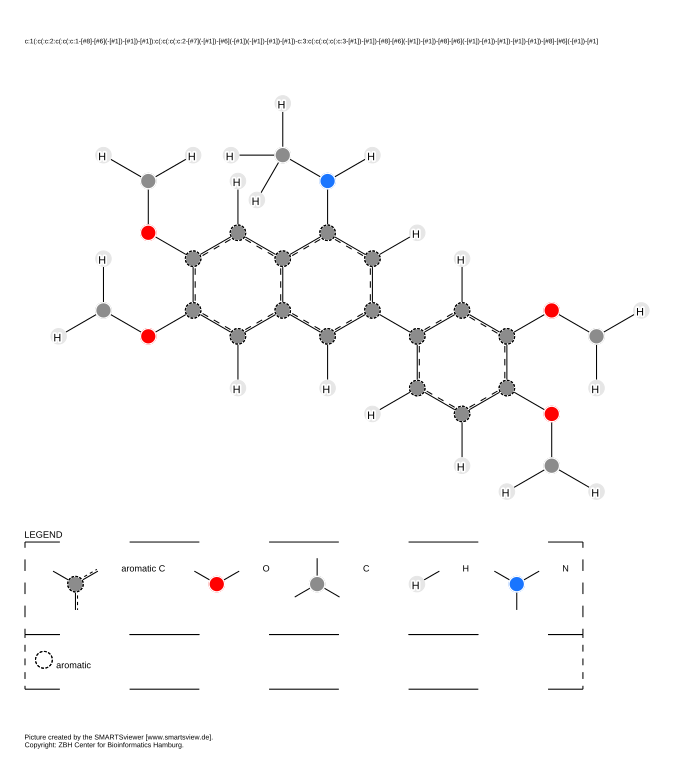 c:1(:c(:c:2:c(:c(:c:1-[#8]-[#6](-[#1])-[#1])-[#1]):c(:c(:c(:c:2-[#7](-[#1])-[#6](-[#1])(-[#1])-[#1])-[#1])-c:3:c(:c(:c(:c(:c:3-[#1])-[#1])-[#8]-[#6](-[#1])-[#1])-[#8]-[#6](-[#1])-[#1])-[#1])-[#1])-[#1])-[#8]-[#6](-[#1])-[#1]
H
H H H H
H H
H H
H H
H H
H H H
H
H
H H
LEGEND
aromatic C O C H H N
aromatic
Picture created by the SMARTSviewer [www.smartsview.de].
Copyright: ZBH Center for Bioinformatics Hamburg.